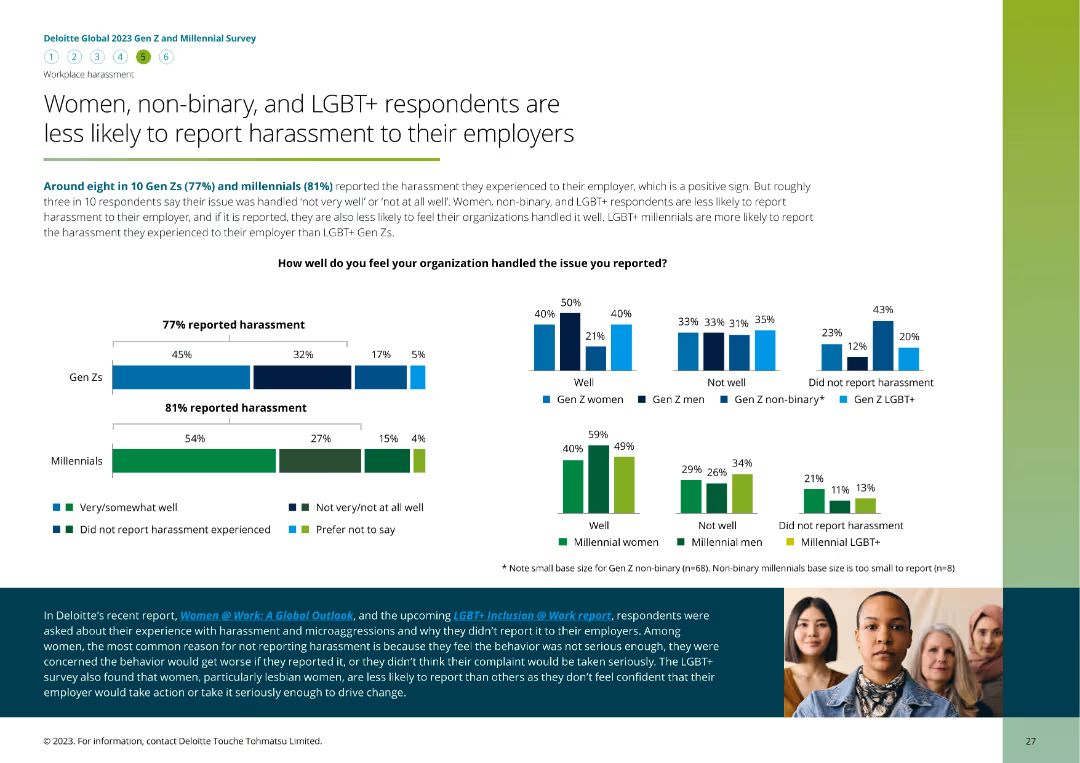 Deloitte Global 2023 Gen Z and Millennial Survey
1 2 3 4 5 6
Workplace harassment
Women, non-binary, and LGBT+ respondents are
less likely to report harassment to their employers
Around eight in 10 Gen Zs (77%) and millennials (81%) reported the harassment they experienced to their employer, which is a positive sign. But roughly
three in 10 respondents say their issue was handled ‘not very well’ or ‘not at all well’. Women, non-binary, and LGBT+ respondents are less likely to report
harassment to their employer, and if it is reported, they are also less likely to feel their organizations handled it well. LGBT+ millennials are more likely to report
the harassment they experienced to their employer than LGBT+ Gen Zs.
How well do you feel your organization handled the issue you reported?
77% reported harassment
45% 32% 17% 5%
Gen Zs
81% reported harassment
54% 27% 15% 4%
Millennials
Very/somewhat well
Not very/not at all well
Did not report harassment experienced
Prefer not to say
40% 50% 21% 40%
33% 33% 31% 35%
23% 12% 43% 20%
Well Not well Did not report harassment
Gen Z women Gen Z men Gen Z non-binary* Gen Z LGBT+
40% 59% 49%
29% 26% 34%
21% 11% 13%
Well Not well Did not report harassment
Millennial women Millennial men Millennial LGBT+
* Note small base size for Gen Z non-binary (n=68). Non-binary millennials base size is too small to report (n=8)
In Deloitte’s recent report, Women @ Work: A Global Outlook, and the upcoming LGBT+ Inclusion @ Work report, respondents were
asked about their experience with harassment and microaggressions and why they didn’t report it to their employers. Among
women, the most common reason for not reporting harassment is because they feel the behavior was not serious enough, they were
concerned the behavior would get worse if they reported it, or they didn’t think their complaint would be taken seriously. The LGBT+
survey also found that women, particularly lesbian women, are less likely to report than others as they don’t feel confident that their
employer would take action or take it seriously enough to drive change.
© 2023. For information, contact Deloitte Touche Tohmatsu Limited.
27